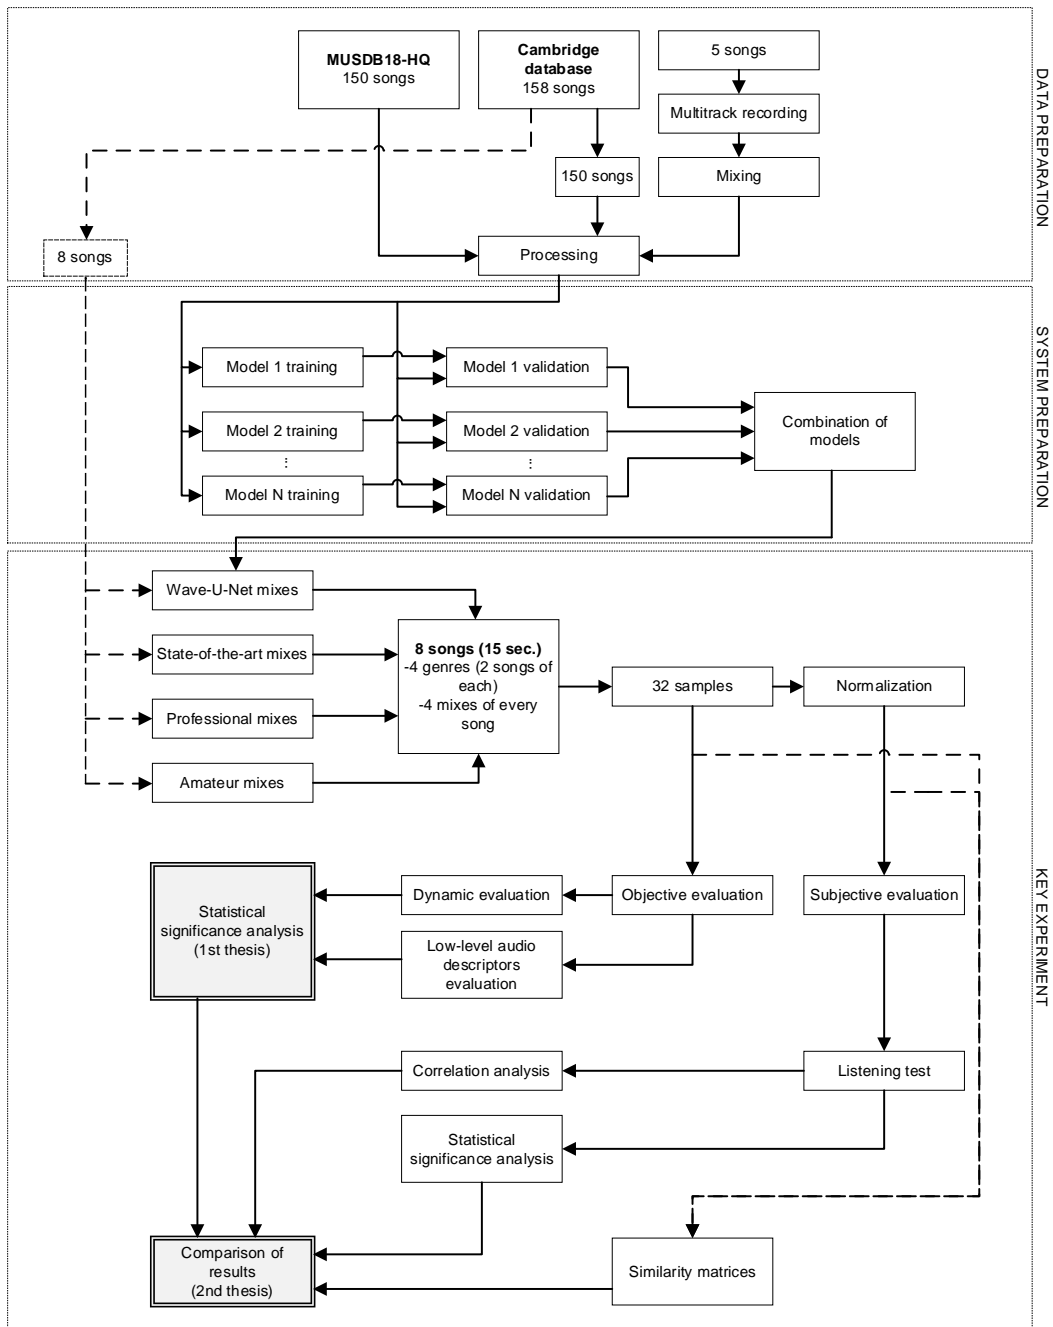 DATA PREPARATION
MUSDB18-HQ
150 songs
Cambridge
database
158 songs
5 songs
Multitrack recording
150 songs
Mixing
8 songs
Processing
SYSTEM PREPARATION
Model 1 training
Model 1 validation
Model 2 training
Model 2 validation
Combination of
models
⋮
⋮
Model N training
Model N validation
KEY EXPERIMENT
Wave-U-Net mixes
State-of-the-art mixes
Professional mixes
Amateur mixes
8 songs (15 sec.)
-4 genres (2 songs of
each)
-4 mixes of every
song
32 samples
Normalization
Statistical
significance analysis
(1st thesis)
Dynamic evaluation
Objective evaluation
Subjective evaluation
Low-level audio
descriptors
evaluation
Correlation analysis
Listening test
Statistical
significance analysis
Comparison of
results
(2nd thesis)
Similarity matrices